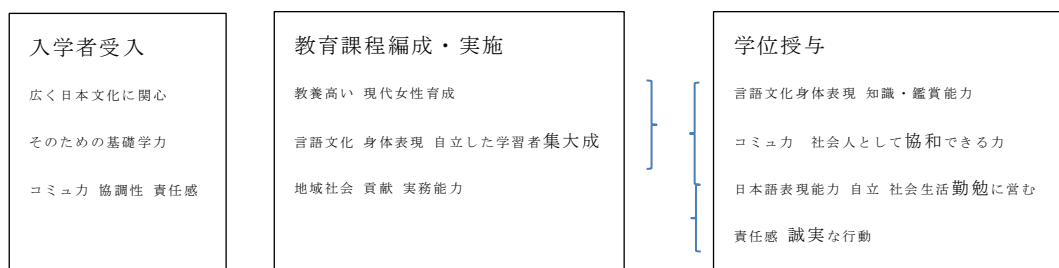 入学者受入
広く日本文化に関心
そのための基礎学力
コミュ力 協調性 責任感
教育課程編成・実施
教養高い 現代女性育成
言語文化 身体表現 自立した学習者集大成
地域社会 貢献 実務能力
学位授与
言語文化身体表現 知識・鑑賞能力
コミュ力 社会人として協和できる力
日本語表現能力 自立 社会生活勤勉に営む
責任感 誠実な行動